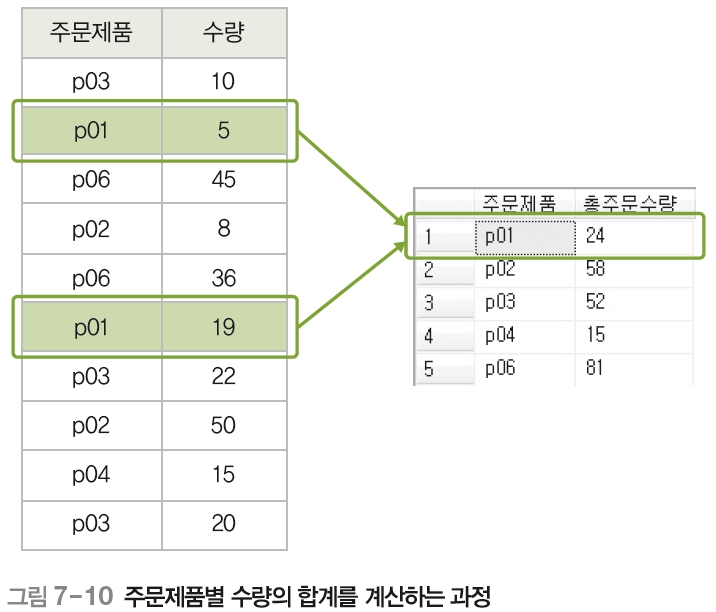 주문제품 수량
p03 10
p01 5
p06 45
p02 8
p06 36
p01 19
p03 22
p02 50
p04 15
p03 20
주문제품 총주문수량
1 p01 24
2 p02 58
3 p03 52
4 p04 15
5 p06 81
그림 7-10 주문제품별 수량의 합계를 계산하는 과정